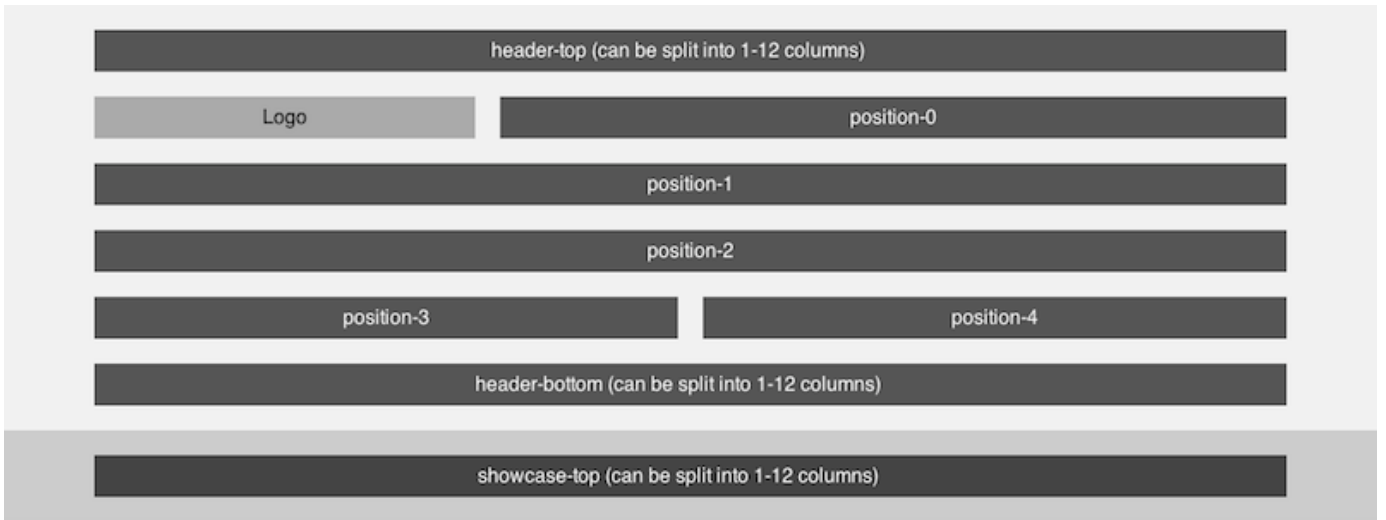 header-top (can be split into 1-12 columns)
Logo
position-0
position-1
position-2
position-3
position-4
header-bottom (can be split into 1-12 columns)
showcase-top (can be split into 1-12 columns)